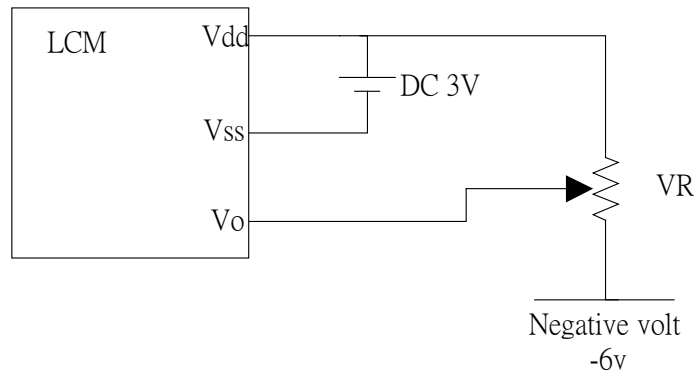 LCM
Vdd
DC 3V
Vss
VR
Vo
Negative volt
-6v